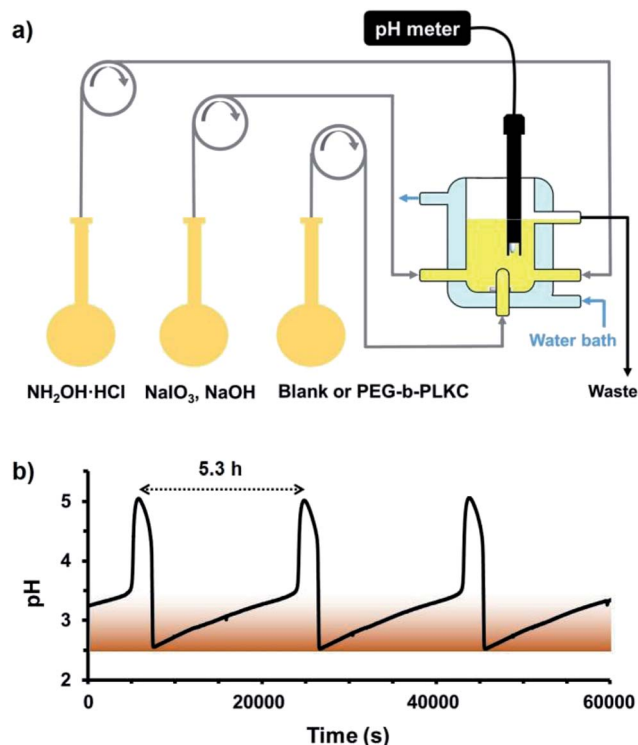 a)
pH meter
Water bath
NH₂OH·HCl NaIO₃, NaOH Blank or PEG-b-PLKC Waste
b)
5.3 h
5
4
3
2
pH
0 20000 40000 60000
Time (s)